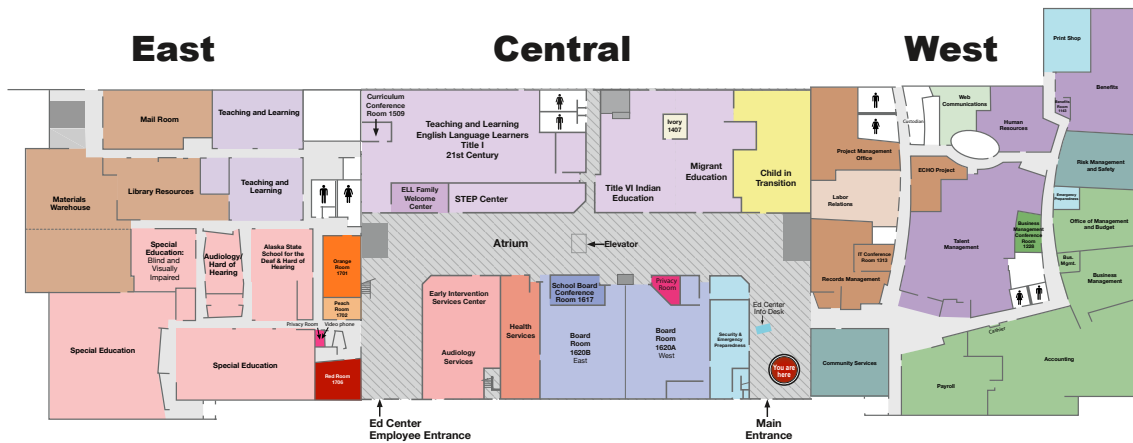 East
Central
West
Mail Room
Teaching and Learning
Materials
Warehouse
Library Resources
Teaching and
Learning
Special
Education:
Blind and
Visually
Impaired
Audiology/
Hard of
Hearing
Alaska State
School for the
Deaf & Hard of
Hearing
Orange
Room
1701
Peach
Room
1702
Privacy Room
Video phone
Special Education
Special Education
Red Room
1706
Curriculum
Conference
Room 1509
Teaching and Learning
English Language Learners
Title I
21st Century
ELL Family
Welcome
Center
STEP Center
Ivory
1407
Migrant
Education
Title VI Indian
Education
Child in
Transition
Atrium
Elevator
Early Intervention
Services Center
Audiology
Services
Health
Services
School Board
Conference
Room 1617
Board
Room
1620B
East
Privacy
Room
Board
Room
1620A
West
Security &
Emergency
Preparedness
Ed Center
Info Desk
You are
here
Ed Center
Employee Entrance
Main
Entrance
Print Shop
Benefits
Benefits
Room
1142
Web
Communications
Custodian
Human
Resources
Project Management
Office
ECHO Project
Risk Management
and Safety
Emergency
Preparedness
Labor
Relations
Talent
Management
Business
Management
Conference
Room
1228
Office of Management
and Budget
Bus.
Mgmt.
Business
Management
IT Conference
Room 1313
Records Management
Cashier
Community Services
Payroll
Accounting